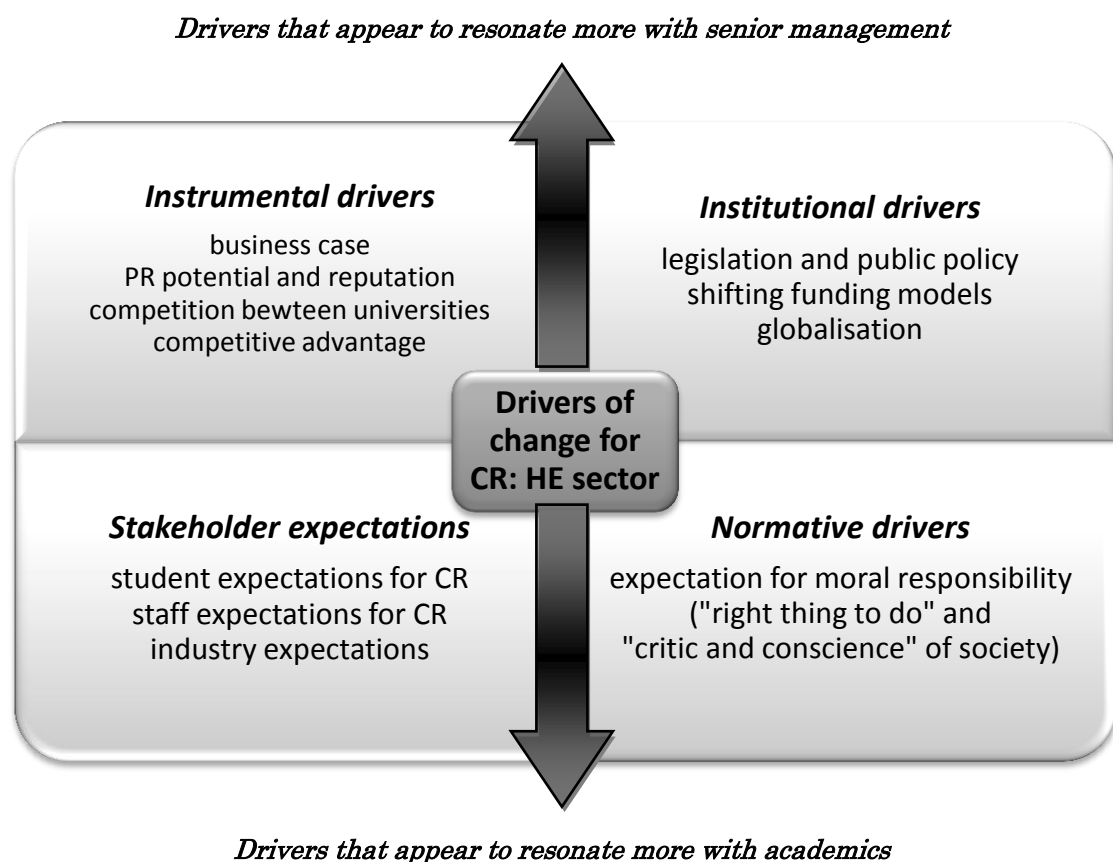 Drivers that appear to resonate more with senior management
Instrumental drivers
business case
PR potential and reputation
competition bewteen universities
competitive advantage
Institutional drivers
legislation and public policy
shifting funding models
globalisation
Drivers of
change for
CR: HE sector
Stakeholder expectations
student expectations for CR
staff expectations for CR
industry expectations
Normative drivers
expectation for moral responsibility
("right thing to do" and
"critic and conscience" of society)
Drivers that appear to resonate more with academics